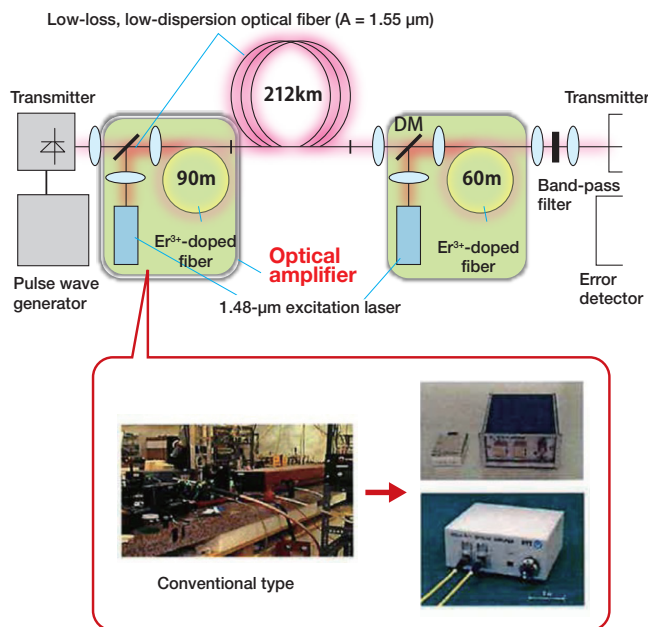 Low-loss, low-dispersion optical fiber (A = 1.55 µm)
Transmitter
212km
DM
Transmitter
90m
60m
Band-pass
filter
Er³⁺-doped
fiber
Optical
amplifier
Er³⁺-doped
fiber
Pulse wave
generator
1.48-µm excitation laser
Error
detector
Conventional type